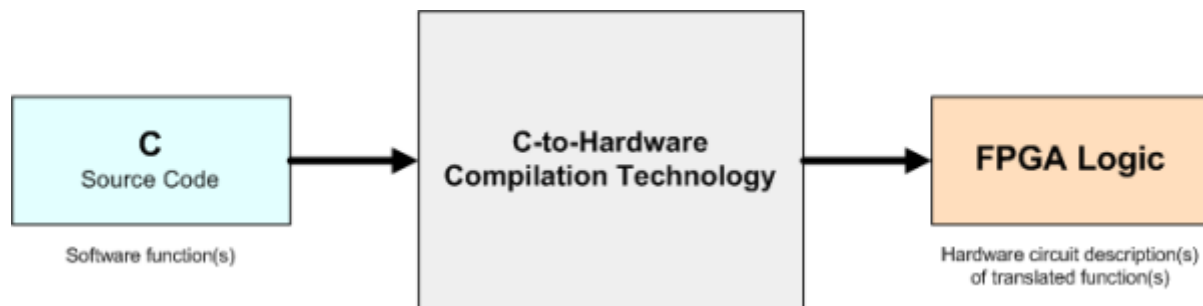 C
Source Code
Software function(s)
C-to-Hardware
Compilation Technology
FPGA Logic
Hardware circuit description(s)
of translated function(s)